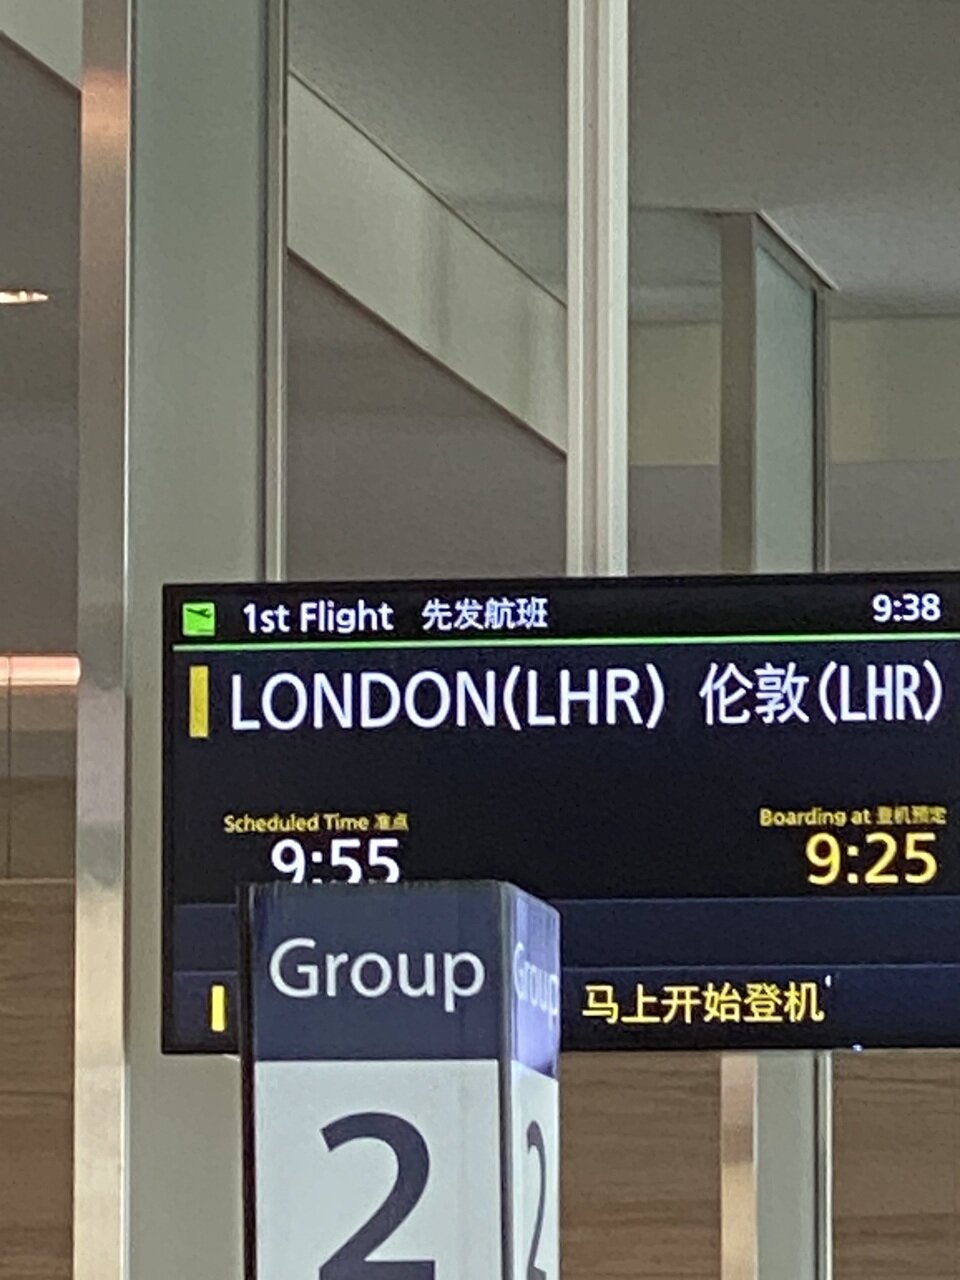 1st Flight 先发航班 9:38
LONDON(LHR) 伦敦(LHR)
Scheduled Time 准点
Boarding at 登机预定
9:55
9:25
马上开始登机
Group
Group
2
2